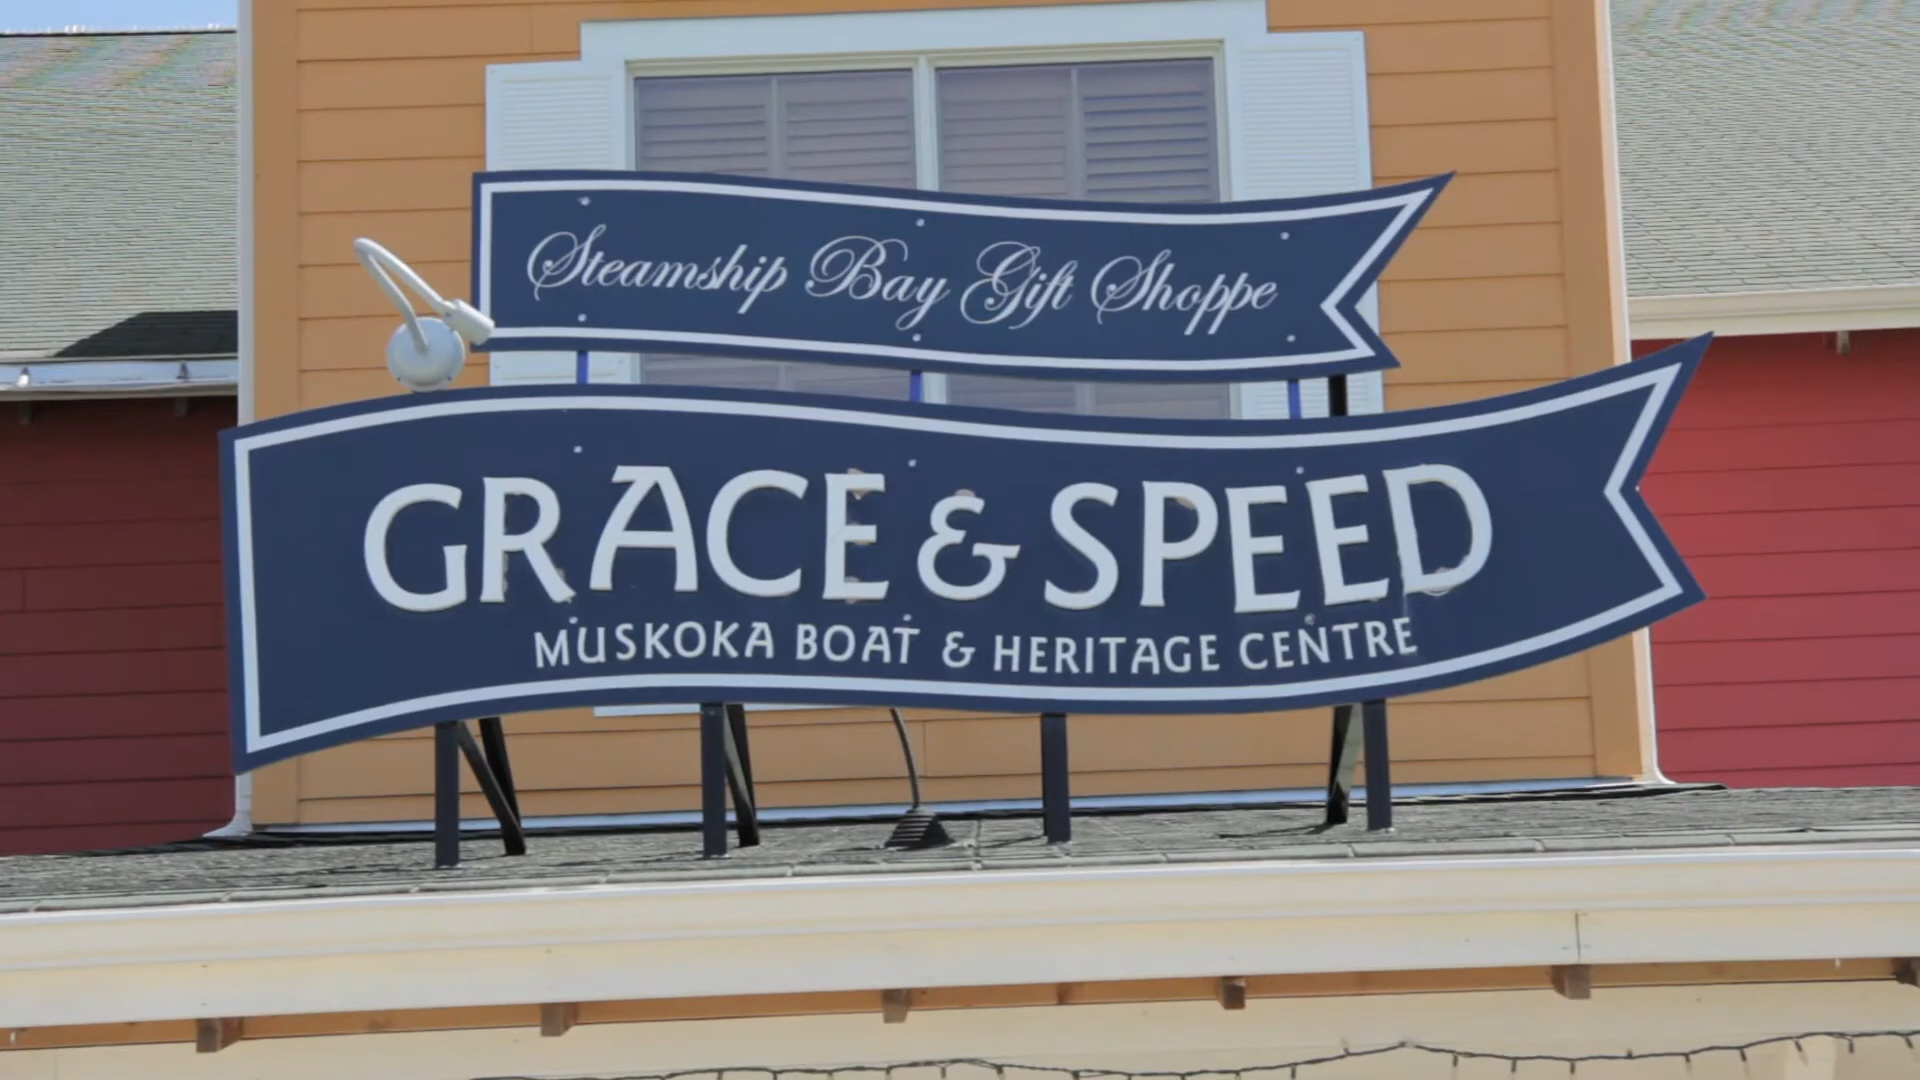 Steamship Bay Gift Shoppe
GRACE & SPEED
MUSKOKA BOAT & HERITAGE CENTRE